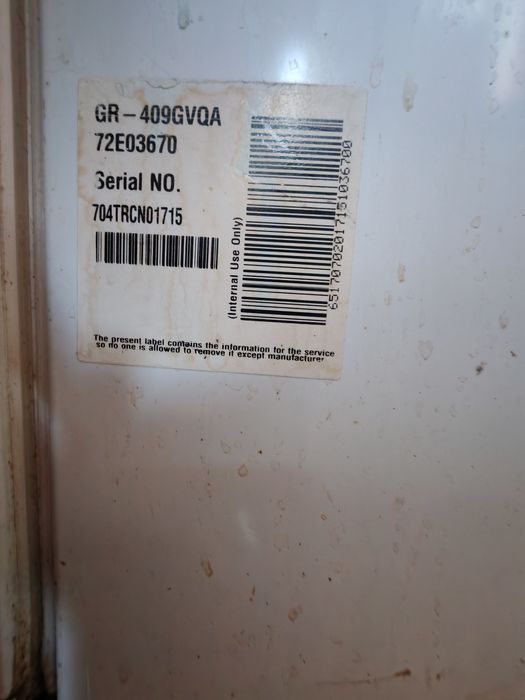 GR-409GVQA
72E03670
Serial NO.
704TRCN01715
(Internal Use Only)
65170702017151036700
The present label contains the information for the service
so no one is allowed to remove it except manufacturer